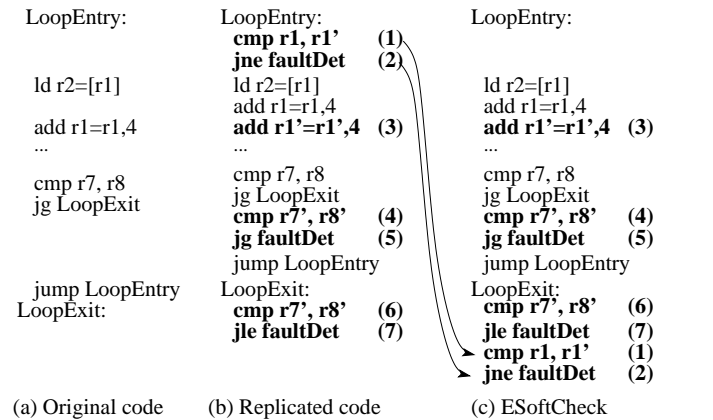 LoopEntry:
ld r2=[r1]
add r1=r1,4
...
cmp r7, r8
jg LoopExit
jump LoopEntry
LoopExit:
(a) Original code
LoopEntry:
cmp r1, r1’ (1)
jne faultDet (2)
ld r2=[r1]
add r1=r1,4
add r1’=r1’,4 (3)
...
cmp r7, r8
jg LoopExit
cmp r7’, r8’ (4)
jg faultDet (5)
jump LoopEntry
LoopExit:
cmp r7’, r8’ (6)
jle faultDet (7)
(b) Replicated code
LoopEntry:
ld r2=[r1]
add r1=r1,4
add r1’=r1’,4 (3)
...
cmp r7, r8
jg LoopExit
cmp r7’, r8’ (4)
jg faultDet (5)
jump LoopEntry
LoopExit:
cmp r7’, r8’ (6)
jle faultDet (7)
cmp r1, r1’ (1)
jne faultDet (2)
(c) ESoftCheck